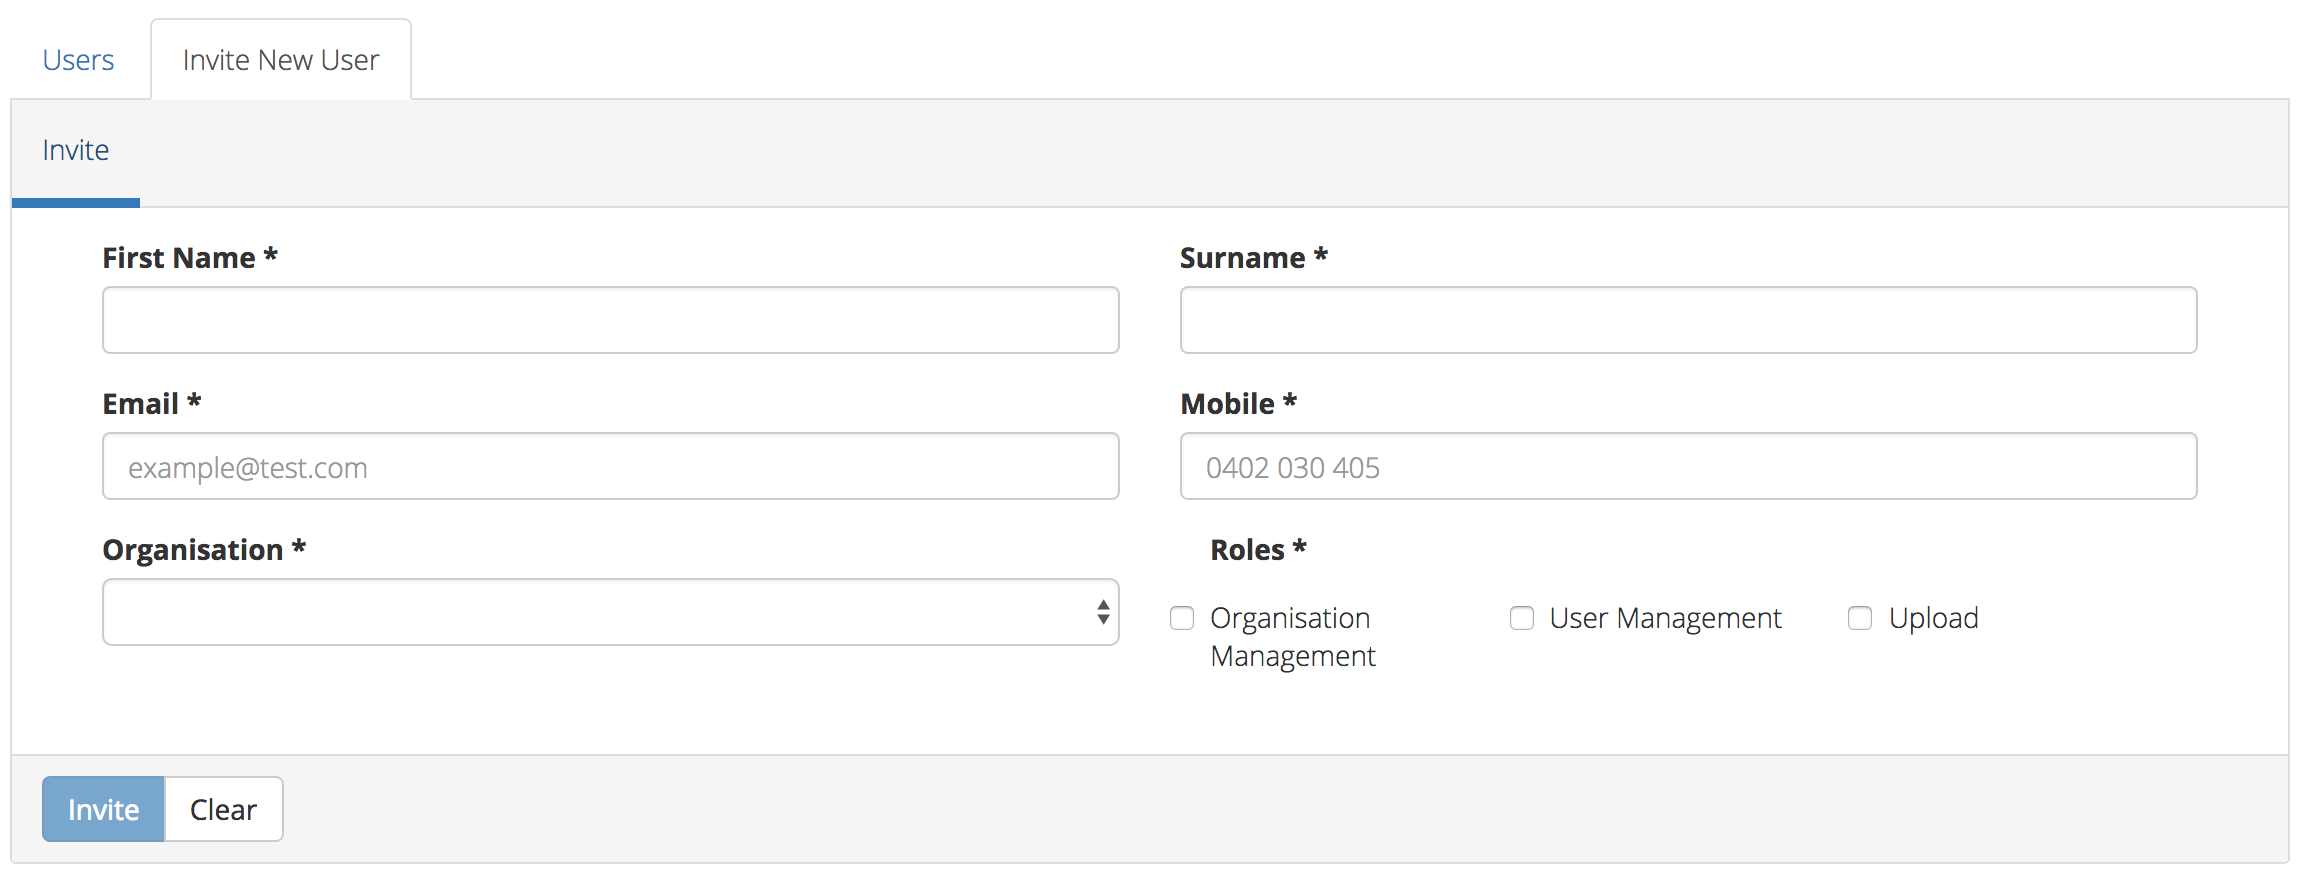 Users
Invite New User
Invite
First Name *
Surname *
Email *
Mobile *
example@test.com
0402 030 405
Organisation *
Roles *
Organisation
Management
User Management
Upload
Invite
Clear